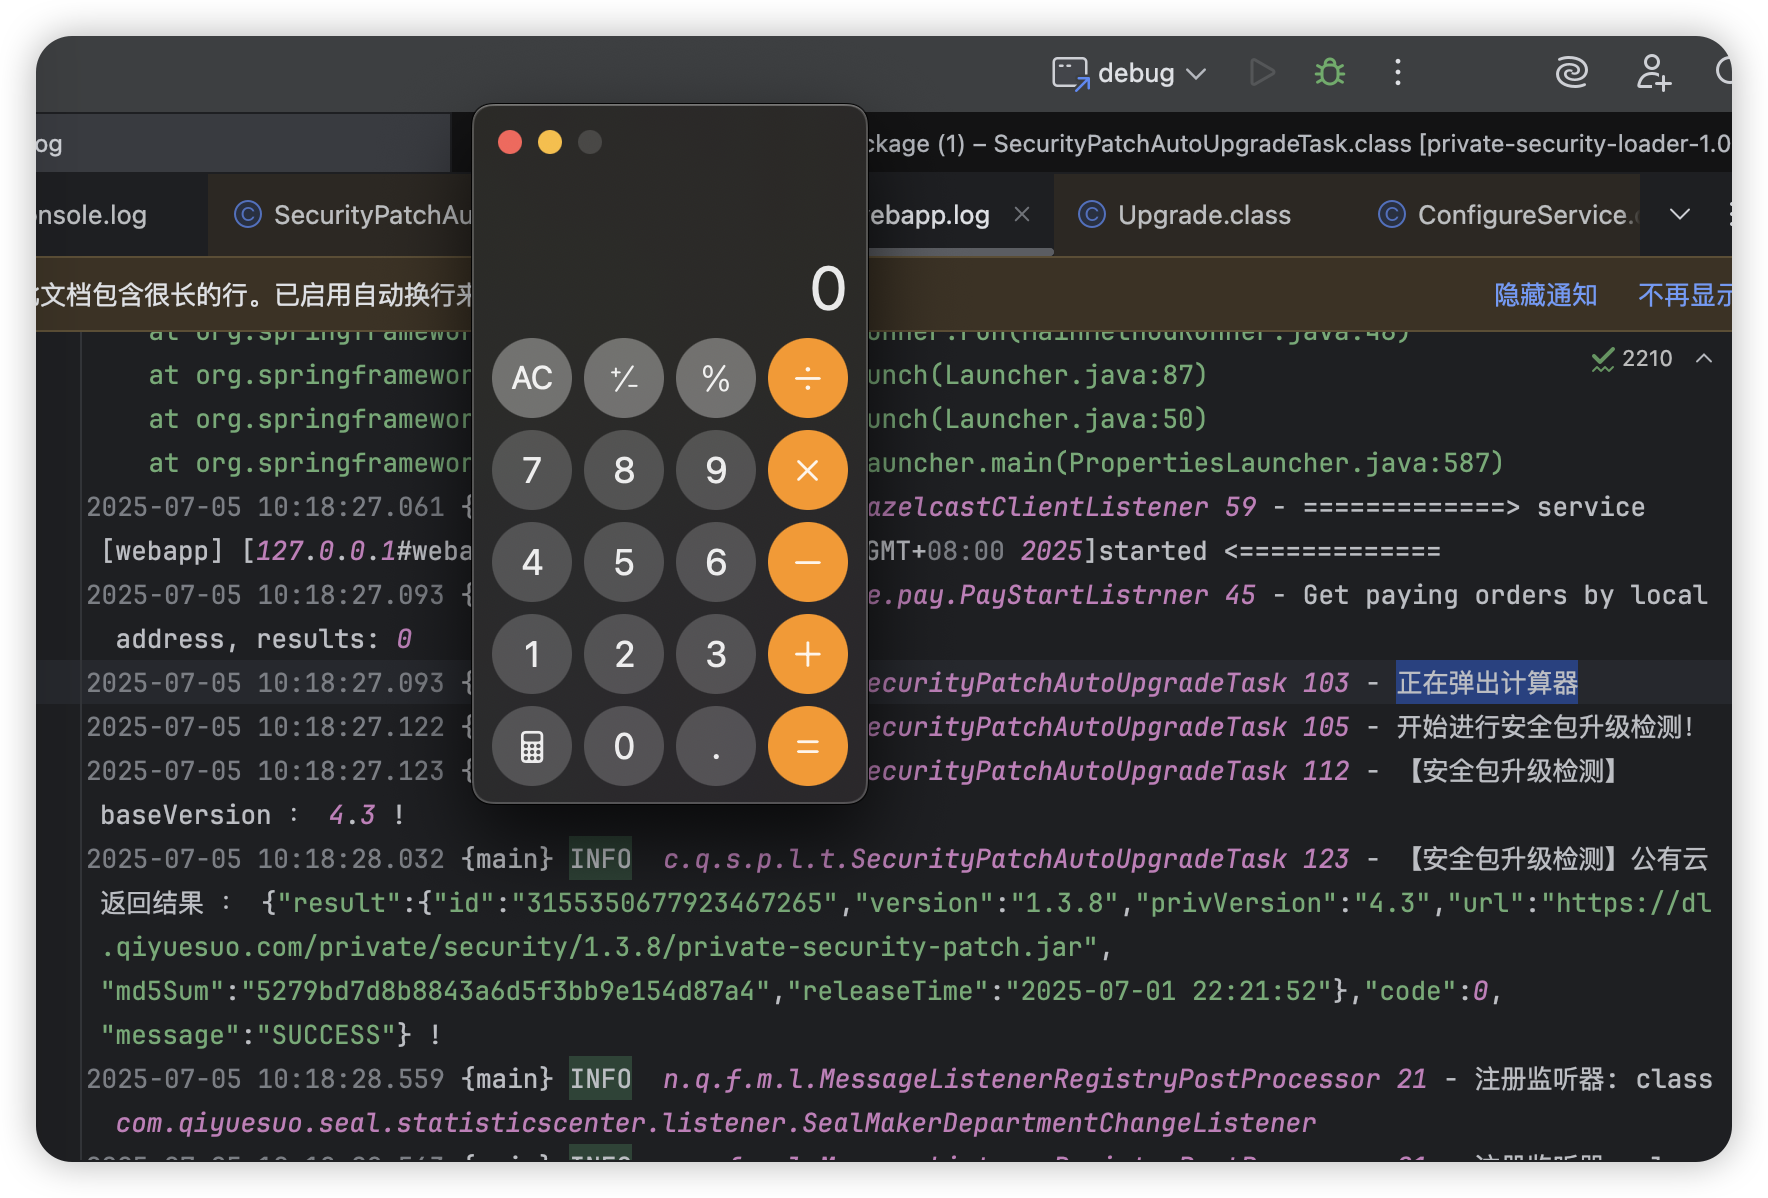 debug
og
ckage (1) – SecurityPatchAutoUpgradeTask.class [private-security-loader-1.0
nsole.log
SecurityPatchAu
ebapp.log
Upgrade.class
ConfigureService.
文档包含很长的行。已启用自动换行来
隐藏通知
不再显示
0
at org.springframewor
onner.run(MainMethodRunner.java:48)
2210
at org.springframewor
unch(Launcher.java:87)
at org.springframewor
unch(Launcher.java:50)
at org.springframewor
auncher.main(PropertiesLauncher.java:587)
AC +/- % ÷
7 8 9 ×
4 5 6 −
1 2 3 +
0 . =
2025-07-05 10:18:27.061 {
azelcastClientListener 59 - =============> service
[webapp] [127.0.0.1#weba
GMT+08:00 2025]started <=============
2025-07-05 10:18:27.093 {
e.pay.PayStartListrner 45 - Get paying orders by local
address, results: 0
2025-07-05 10:18:27.093 {
ecurityPatchAutoUpgradeTask 103 - 正在弹出计算器
2025-07-05 10:18:27.122 {
ecurityPatchAutoUpgradeTask 105 - 开始进行安全包升级检测!
2025-07-05 10:18:27.123 {
ecurityPatchAutoUpgradeTask 112 - 【安全包升级检测】
baseVersion : 4.3 !
2025-07-05 10:18:28.032 {main} INFO c.q.s.p.l.t.SecurityPatchAutoUpgradeTask 123 - 【安全包升级检测】公有云
返回结果 : {"result":{"id":"3155350677923467265","version":"1.3.8","privVersion":"4.3","url":"https://dl
.qiyuesuo.com/private/security/1.3.8/private-security-patch.jar",
"md5Sum":"5279bd7d8b8843a6d5f3bb9e154d87a4","releaseTime":"2025-07-01 22:21:52"},"code":0,
"message":"SUCCESS"} !
2025-07-05 10:18:28.559 {main} INFO n.q.f.m.l.MessageListenerRegistryPostProcessor 21 - 注册监听器: class
com.qiyuesuo.seal.statisticscenter.listener.SealMakerDepartmentChangeListener